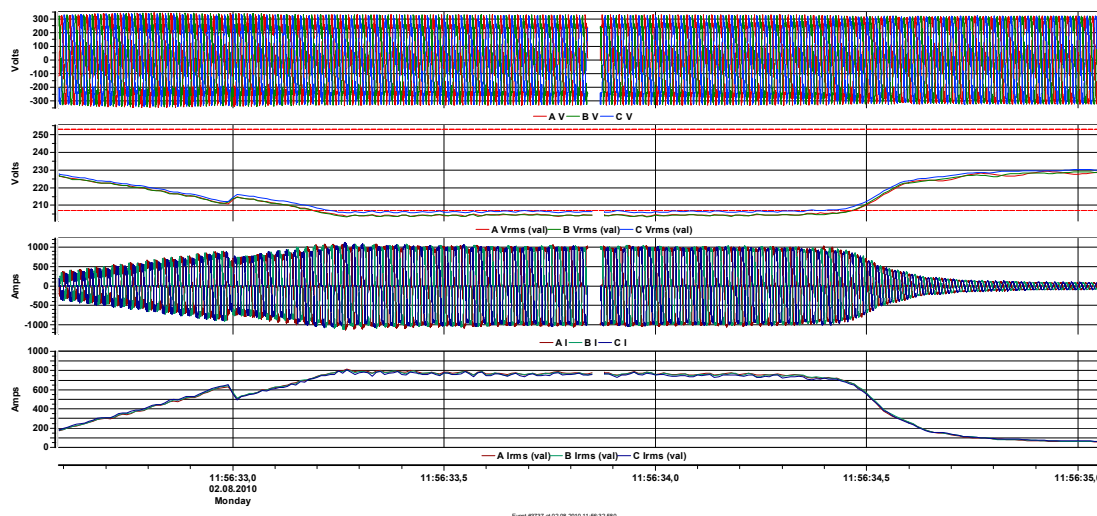 300
200
100
0
-100
-200
-300
Volts
A V B V C V
250
240
230
220
210
Volts
A Vrms (val) B Vrms (val) C Vrms (val)
1000
500
0
-500
-1000
Amps
A I B I C I
1000
800
600
400
200
0
Amps
A Irms (val) B Irms (val) C Irms (val)
11:56:33,0 11:56:33,5 11:56:34,0 11:56:34,5 11:56:35,0
02.08.2010
Monday